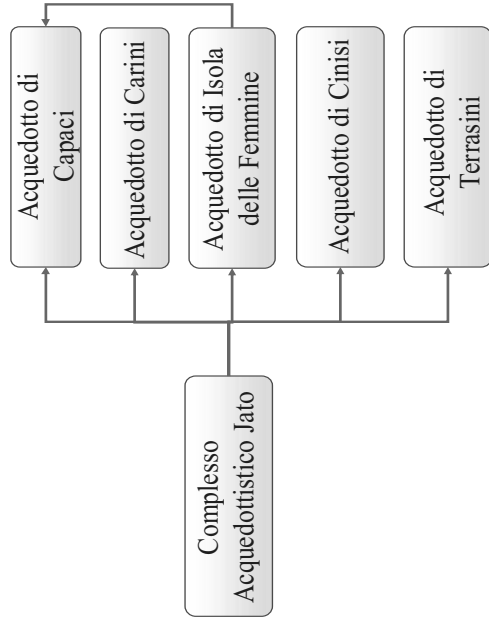 Complesso
Acquedottistico Jato
Acquedotto di
Capaci
Acquedotto di Carini
Acquedotto di Isola
delle Femmine
Acquedotto di Cinisi
Acquedotto di
Terrasini